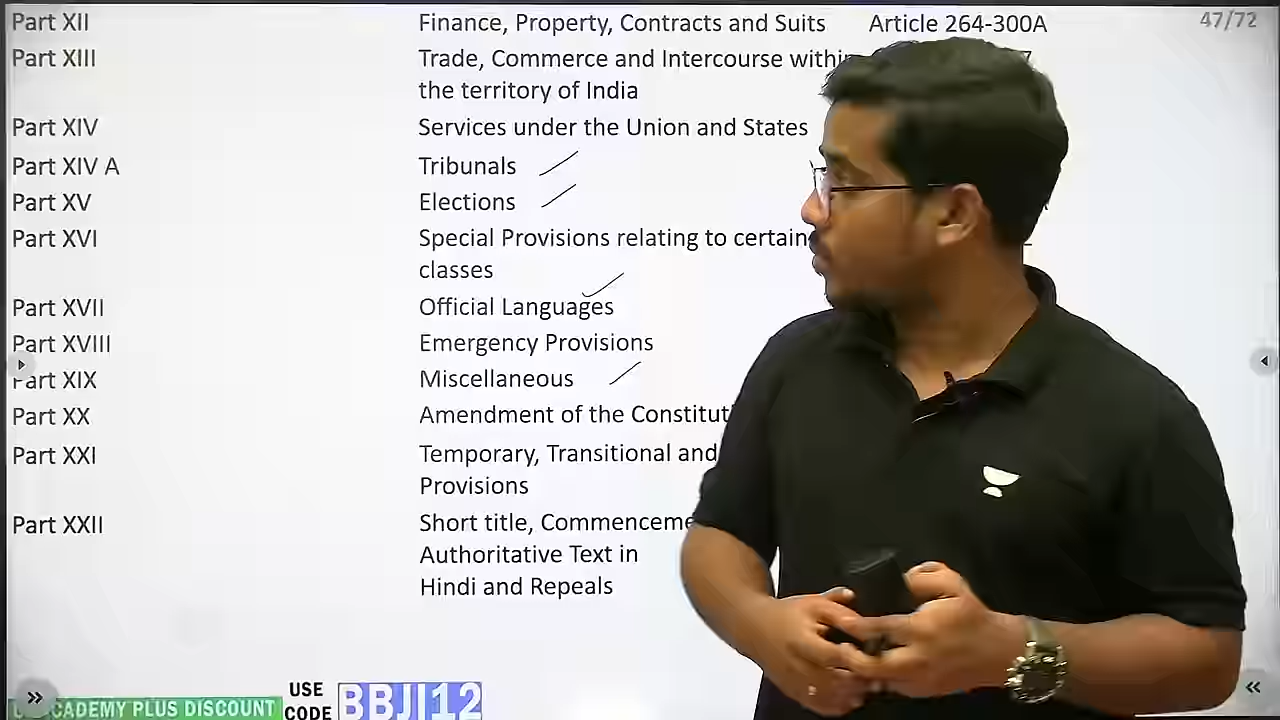 Part XII Finance, Property, Contracts and Suits Article 264-300A 47/72
Part XIII Trade, Commerce and Intercourse within
the territory of India
Part XIV Services under the Union and States
Part XIV A Tribunals
Part XV Elections
Part XVI Special Provisions relating to certain
classes
Part XVII Official Languages
Part XVIII Emergency Provisions
Part XIX Miscellaneous
Part XX Amendment of the
Part XXI Temporary, Transitional and
Provisions
Part XXII Short title,
Authoritative Text in
Hindi and Repeals
PLUS DISCOUNT USE
CODE BBJI12